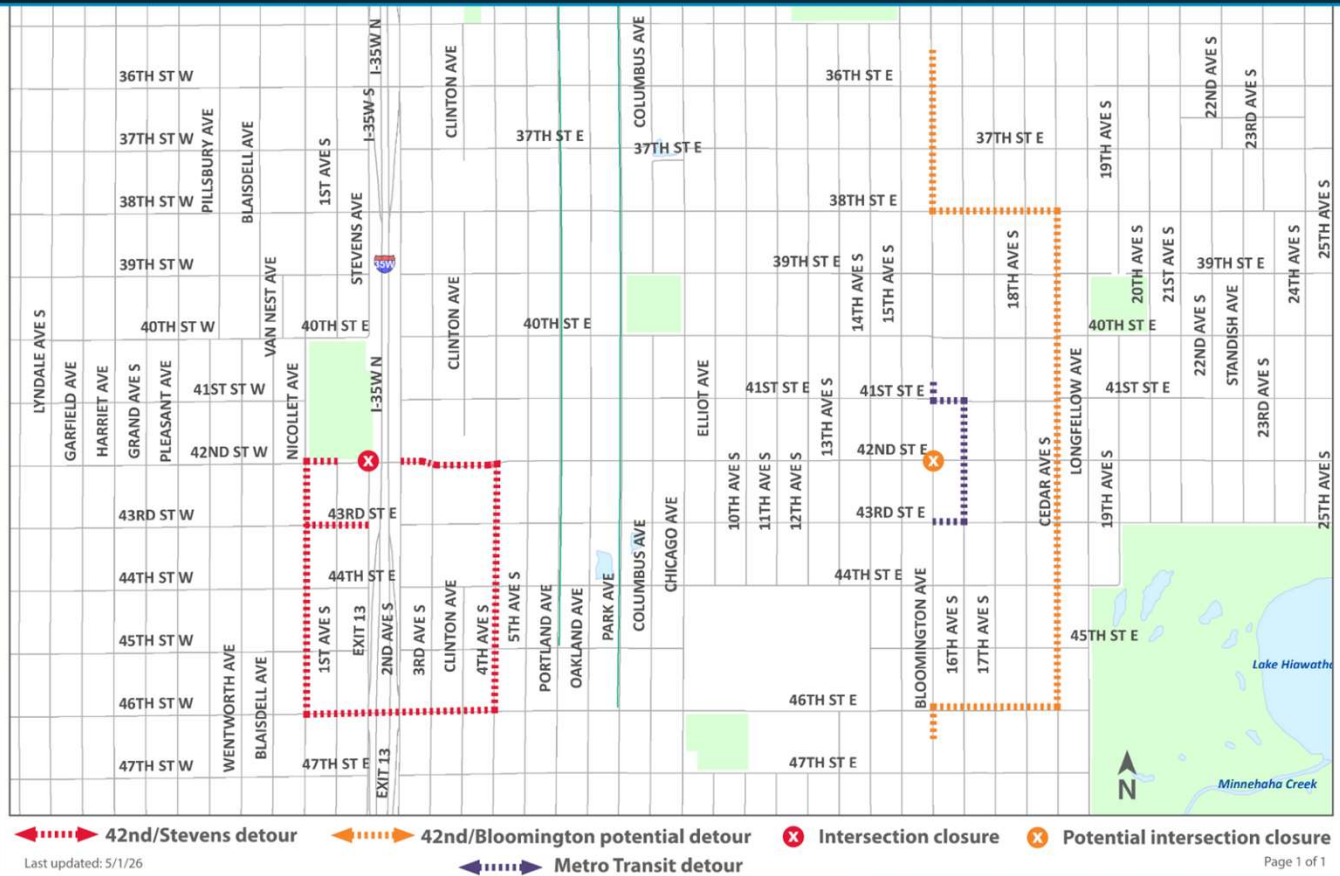 I-35W N
COLUMBUS AVE
22ND AVE S
CLINTON AVE
36TH ST W
36TH ST E
23RD AVE S
I-35W S
37TH ST W
PILLSBURY AVE
BLAISDELL AVE
37TH ST E
37TH ST E
37TH ST E
19TH AVE S
1ST AVE S
38TH ST W
STEVENS AVE
38TH ST E
25TH AVE S
39TH ST W
35W
39TH ST E
14TH AVE S
15TH AVE S
18TH AVE S
20TH AVE S
21ST AVE S
39TH ST E
24TH AVE S
VAN NEST AVE
40TH ST W
40TH ST E
CLINTON AVE
40TH ST E
40TH ST E
22ND AVE S
STANDISH AVE
LYNDALE AVE S
GARFIELD AVE
HARRIET AVE
GRAND AVE S
PLEASANT AVE
41ST ST W
NICOLLET AVE
I-35W N
ELLIOT AVE
41ST ST E
13TH AVE S
41ST ST E
LONGFELLOW AVE
41ST ST E
23RD AVE S
42ND ST W
X
42ND ST E
X
10TH AVE S
11TH AVE S
12TH AVE S
CEDAR AVE S
19TH AVE S
25TH AVE S
43RD ST W
43RD ST E
43RD ST E
COLUMBUS AVE
CHICAGO AVE
44TH ST W
44TH ST E
44TH ST E
45TH ST W
1ST AVE S
EXIT 13
2ND AVE S
3RD AVE S
CLINTON AVE
4TH AVE S
5TH AVE S
PORTLAND AVE
OAKLAND AVE
PARK AVE
BLOOMINGTON AVE
16TH AVE S
17TH AVE S
45TH ST E
Lake Hiawatha
46TH ST W
WENTWORTH AVE
BLAISDELL AVE
46TH ST E
47TH ST W
47TH ST E
EXIT 13
47TH ST E
N
Minnehaha Creek
42nd/Stevens detour
42nd/Bloomington potential detour
X Intersection closure
X Potential intersection closure
Last updated: 5/1/26
Metro Transit detour
Page 1 of 1